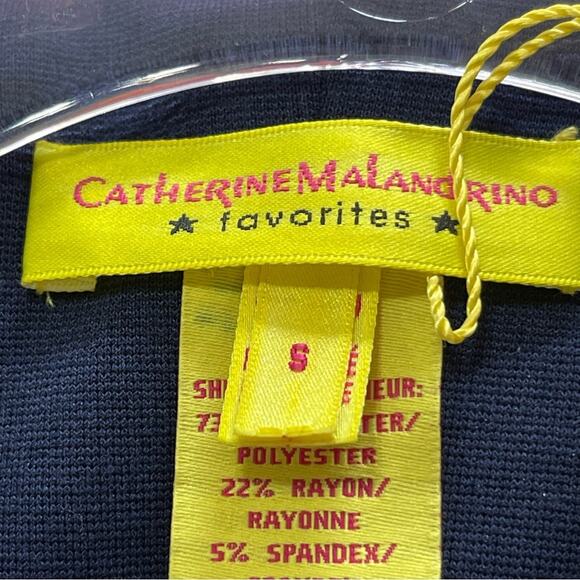 CATHERINE MALANDRINO
★ favorites ★
S
POLYESTER
22% RAYON/
RAYONNE
5% SPANDEX/